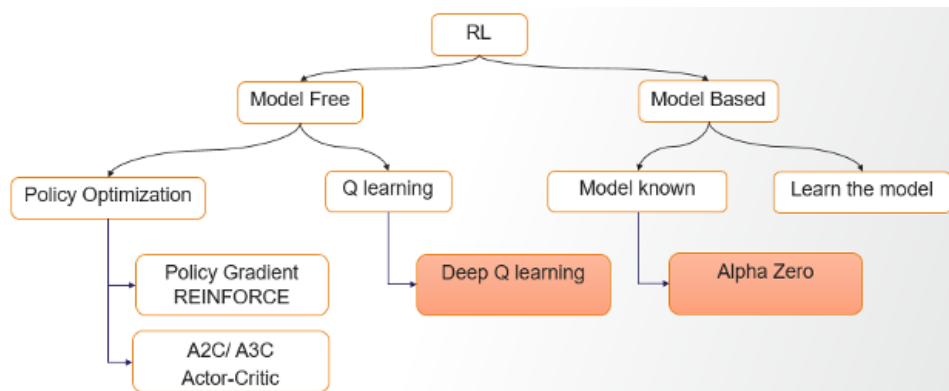 RL
Model Free
Model Based
Policy Optimization
Q learning
Model known
Learn the model
Policy Gradient
REINFORCE
Deep Q learning
Alpha Zero
A2C/ A3C
Actor-Critic